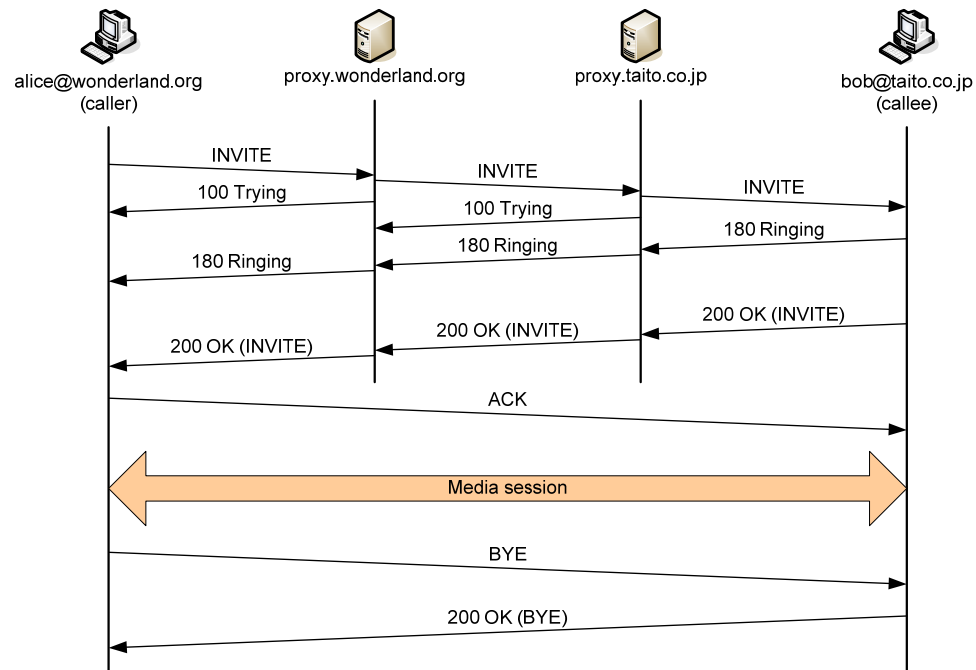 alice@wonderland.org
(caller)
proxy.wonderland.org
proxy.taito.co.jp
bob@taito.co.jp
(callee)
INVITE
INVITE
INVITE
100 Trying
100 Trying
180 Ringing
180 Ringing
180 Ringing
200 OK (INVITE)
200 OK (INVITE)
200 OK (INVITE)
ACK
Media session
BYE
200 OK (BYE)